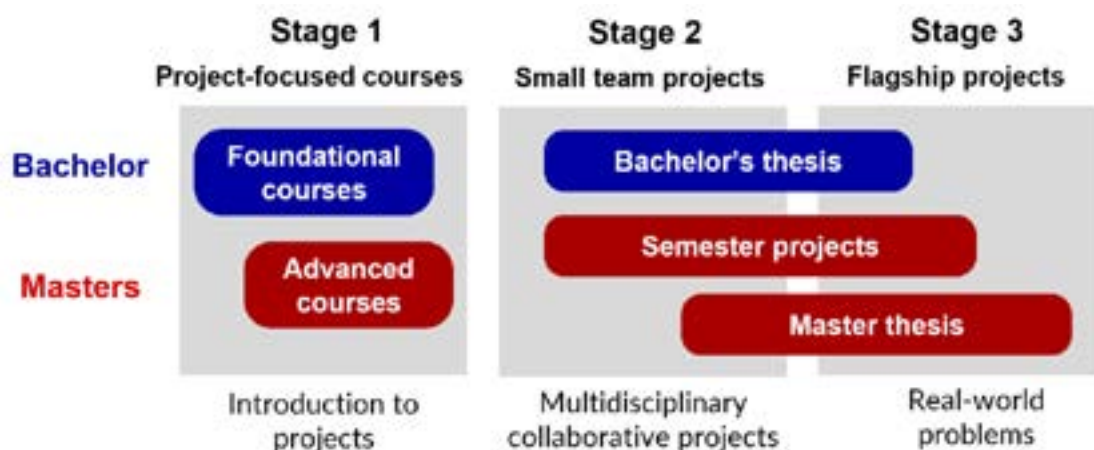 Stage 1
Stage 2
Stage 3
Project-focused courses
Small team projects
Flagship projects
Bachelor
Foundational
courses
Bachelor's thesis
Masters
Advanced
courses
Semester projects
Master thesis
Introduction to
projects
Multidisciplinary
collaborative projects
Real-world
problems